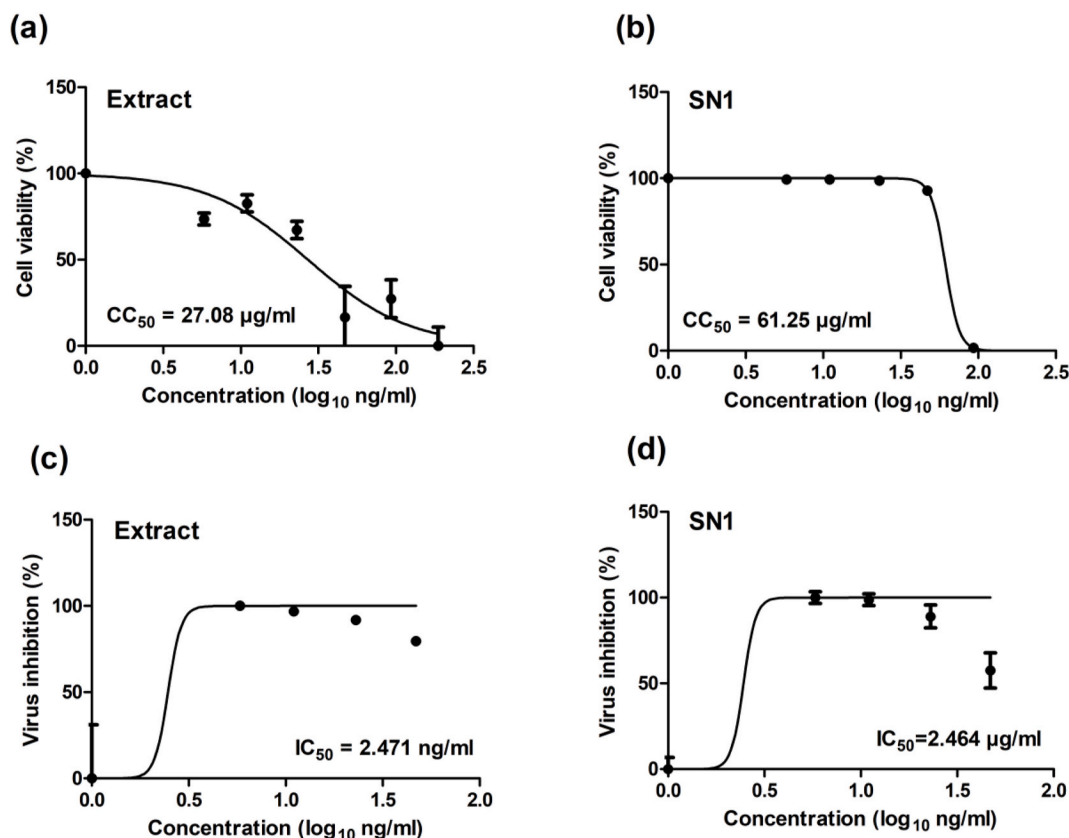 (a)
Extract
Cell viability (%)
150
100
50
0
CC₅₀ = 27.08 µg/ml
0.0 0.5 1.0 1.5 2.0 2.5
Concentration (log₁₀ ng/ml)
(b)
SN1
Cell viability (%)
150
100
50
0
CC₅₀ = 61.25 µg/ml
0.0 0.5 1.0 1.5 2.0 2.5
Concentration (log₁₀ ng/ml)
(c)
Extract
Virus inhibition (%)
150
100
50
0
IC₅₀ = 2.471 ng/ml
0.0 0.5 1.0 1.5 2.0
Concentration (log₁₀ ng/ml)
(d)
SN1
Virus inhibition (%)
150
100
50
0
IC₅₀=2.464 µg/ml
0.0 0.5 1.0 1.5 2.0
Concentration (log₁₀ ng/ml)